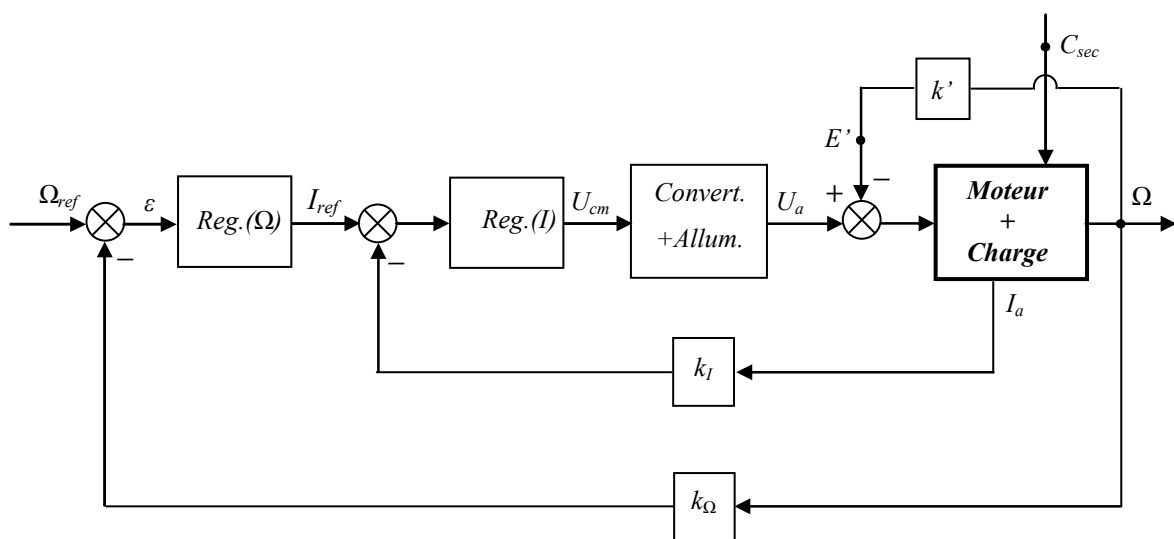 C_sec
k’
E’
Ω_ref
ε
Reg.(Ω)
I_ref
Reg.(I)
U_cm
Convert.
+Allum.
U_a
+
−
Moteur
+
Charge
Ω
−
−
I_a
k_I
k_Ω